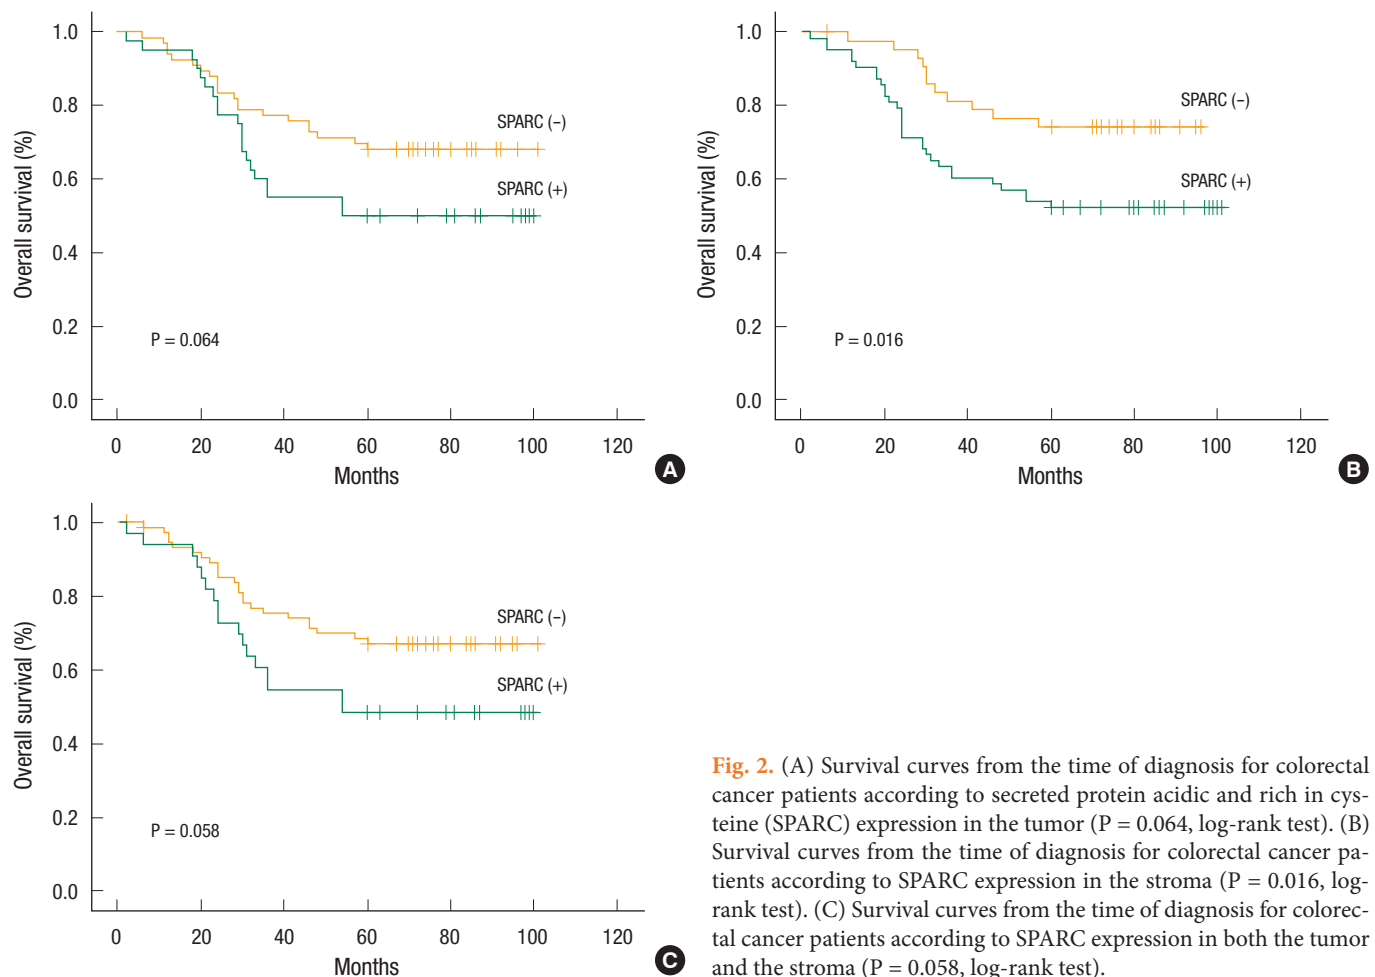 1.0
0.8
0.6
0.4
0.2
0.0
Overall survival (%)
SPARC (–)
SPARC (+)
P = 0.064
0 20 40 60 80 100 120
Months
A
1.0
0.8
0.6
0.4
0.2
0.0
Overall survival (%)
SPARC (–)
SPARC (+)
P = 0.016
0 20 40 60 80 100 120
Months
B
1.0
0.8
0.6
0.4
0.2
0.0
Overall survival (%)
SPARC (–)
SPARC (+)
P = 0.058
0 20 40 60 80 100 120
Months
C
Fig. 2. (A) Survival curves from the time of diagnosis for colorectal
cancer patients according to secreted protein acidic and rich in cys-
teine (SPARC) expression in the tumor (P = 0.064, log-rank test). (B)
Survival curves from the time of diagnosis for colorectal cancer pa-
tients according to SPARC expression in the stroma (P = 0.016, log-
rank test). (C) Survival curves from the time of diagnosis for colorec-
tal cancer patients according to SPARC expression in both the tumor
and the stroma (P = 0.058, log-rank test).